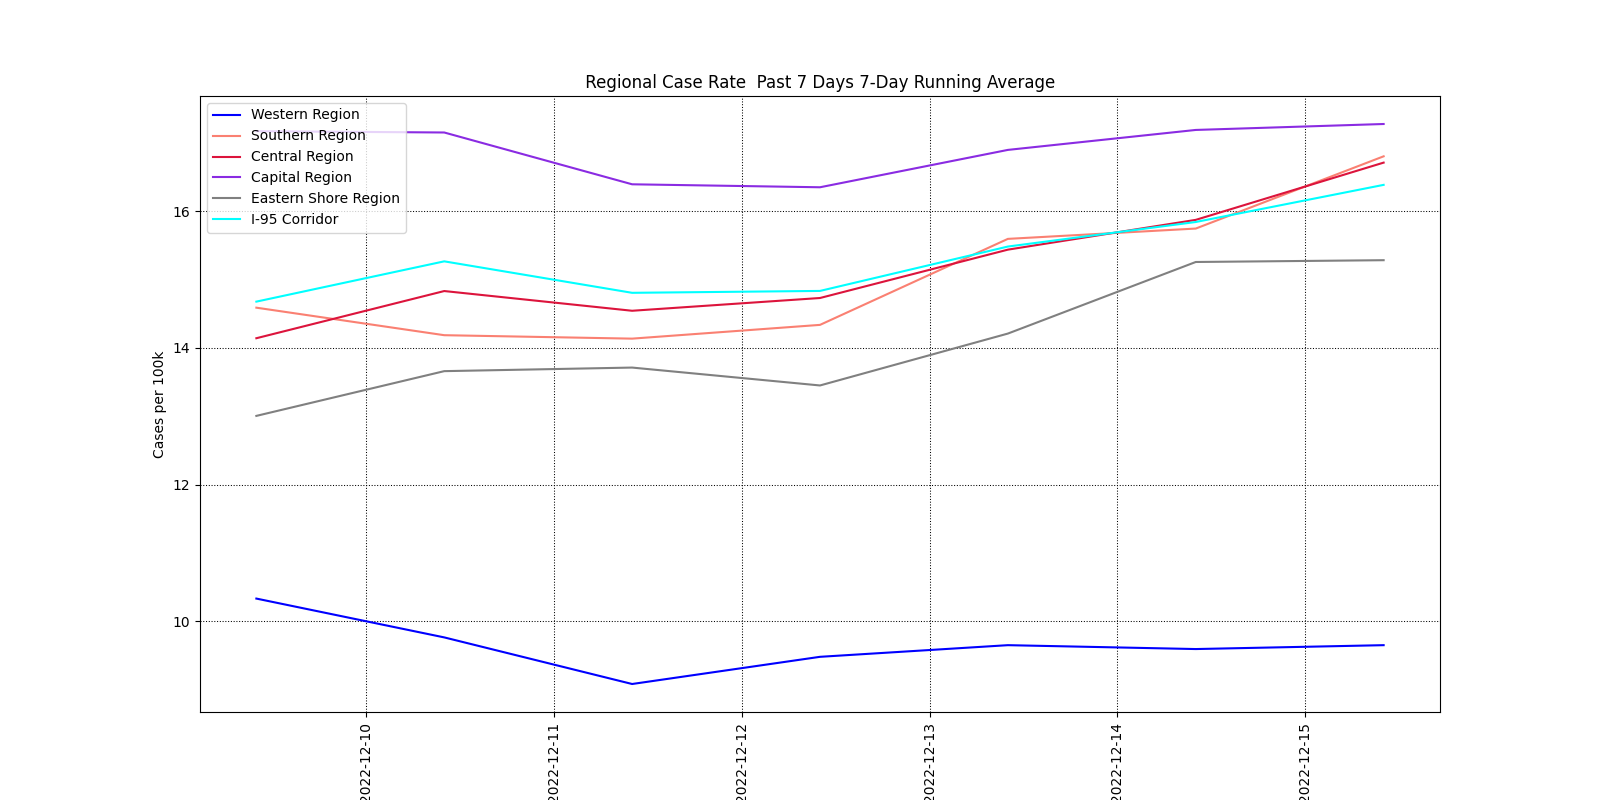 Regional Case Rate  Past 7 Days 7-Day Running Average
Western Region
Southern Region
Central Region
Capital Region
Eastern Shore Region
I-95 Corridor
Cases per 100k
16
14
12
10
2022-12-10
2022-12-11
2022-12-12
2022-12-13
2022-12-14
2022-12-15